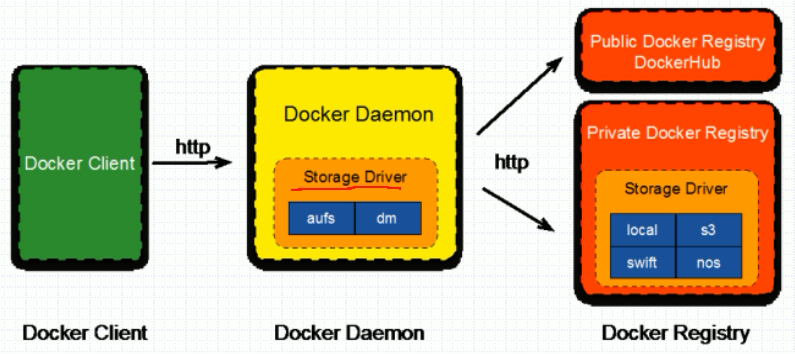 Docker Client
http
Docker Daemon
Storage Driver
aufs
dm
http
Public Docker Registry
DockerHub
Private Docker Registry
Storage Driver
local
s3
swift
nos
Docker Client
Docker Daemon
Docker Registry